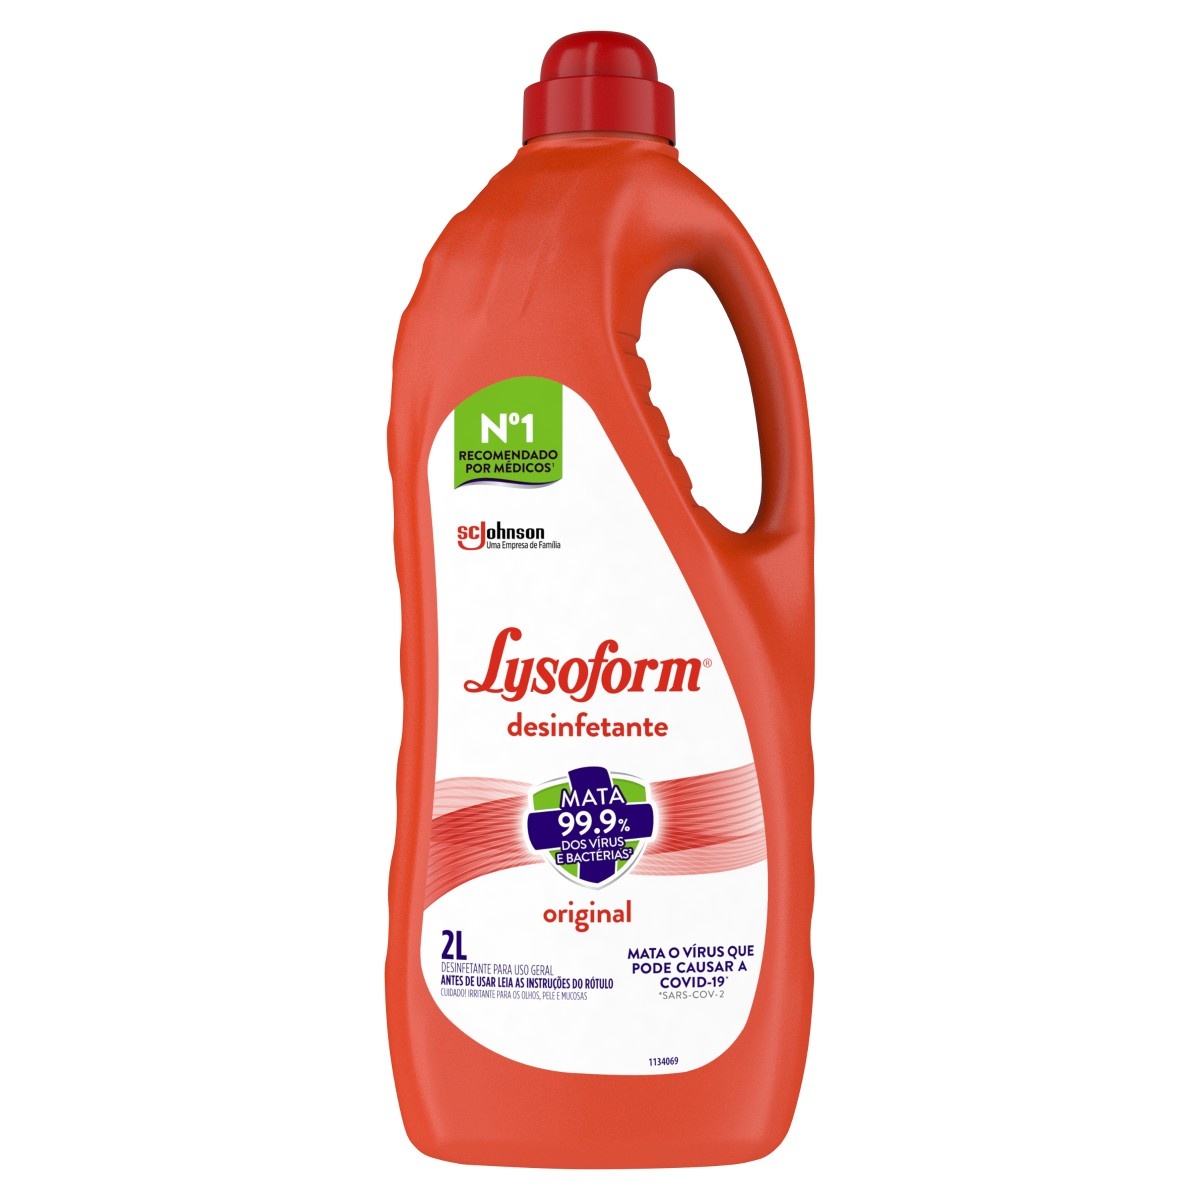 Nº1
RECOMENDADO
POR MÉDICOS¹
SCJohnson
Uma Empresa de Família
Lysoform®
desinfetante
MATA
99.9%
DOS VÍRUS
E BACTÉRIAS²
original
2L
DESINFETANTE PARA USO GERAL
ANTES DE USAR LEIA AS INSTRUÇÕES DO RÓTULO
CUIDADO! IRRITANTE PARA OS OLHOS, PELE E MUCOSAS
MATA O VÍRUS QUE
PODE CAUSAR A
COVID-19*
*SARS-COV-2
1134069